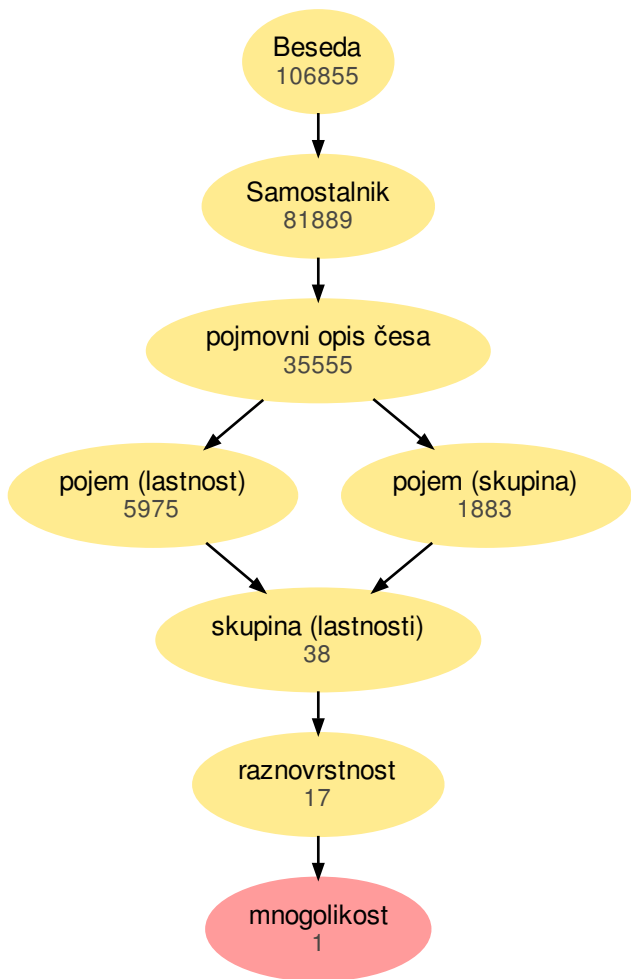 Beseda
106855
Samostalnik
81889
pojmovni opis česa
35555
pojem (lastnost)
5975
pojem (skupina)
1883
skupina (lastnosti)
38
raznovrstnost
17
mnogolikost
1